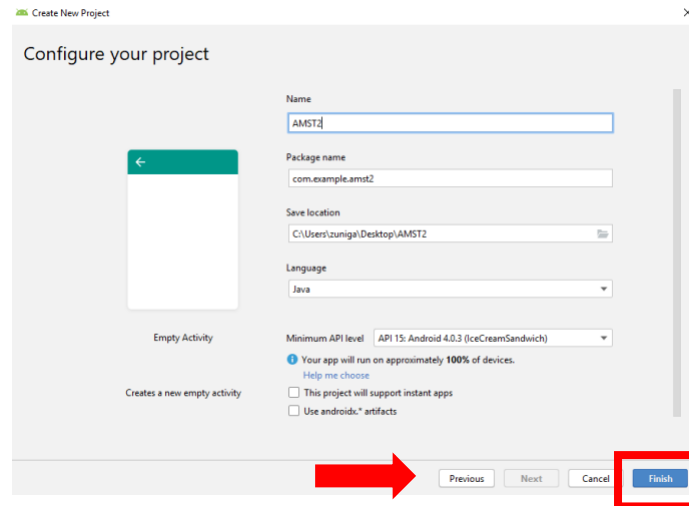 Create New Project
Configure your project
Name
AMST2
Package name
com.example.amst2
Save location
C:\Users\zuniga\Desktop\AMST2
Language
Java
Empty Activity
Minimum API level API 15: Android 4.0.3 (IceCreamSandwich)
Your app will run on approximately 100% of devices.
Help me choose
Creates a new empty activity
This project will support instant apps
Use androidx.* artifacts
Previous Next Cancel Finish